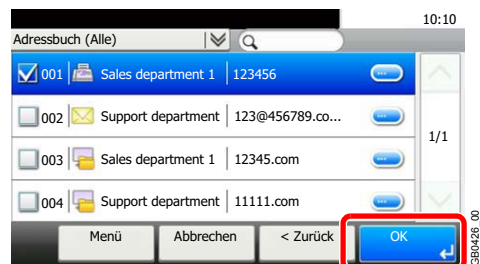 10:10
Adressbuch (Alle)
001 Sales department 1 123456
002 Support department 123@456789.co...
1/1
003 Sales department 1 12345.com
004 Support department 11111.com
Menü Abbrechen < Zurück OK
GB0426_00